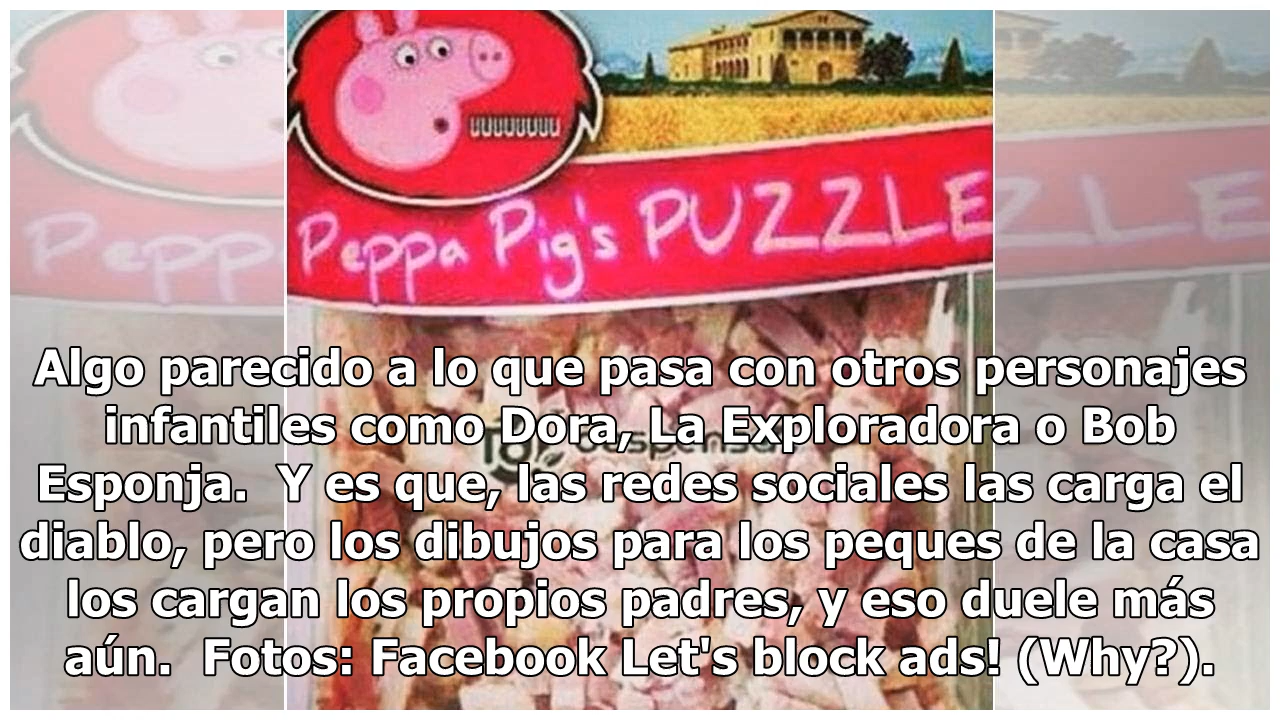 Peppa Pig's PUZZLE
Algo parecido a lo que pasa con otros personajes
infantiles como Dora, La Exploradora o Bob
Esponja.  Y es que, las redes sociales las carga el
diablo, pero los dibujos para los peques de la casa
los cargan los propios padres, y eso duele más
aún.  Fotos: Facebook Let's block ads! (Why?).